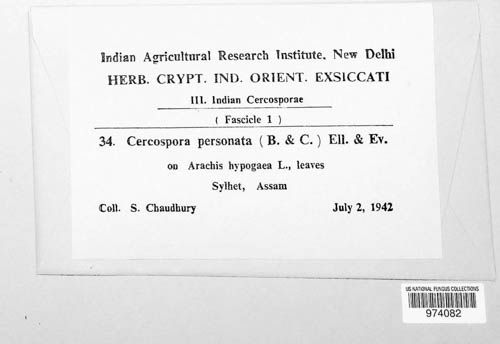 Indian Agricultural Research Institute, New Delhi
HERB. CRYPT. IND. ORIENT. EXSICCATI
III. Indian Cercosporae
( Fascicle 1 )
34. Cercospora personata ( B. & C. ) Ell. & Ev.
on Arachis hypogaea L., leaves
Sylhet, Assam
Coll. S. Chaudhury July 2, 1942
US NATIONAL FUNGUS COLLECTIONS
974082